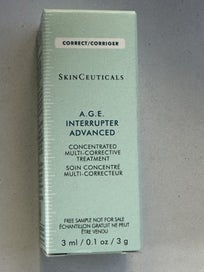 CORRECT/CORRIGER
SKINCEUTICALS
A.G.E.
INTERRUPTER
ADVANCED
CONCENTRATED
MULTI-CORRECTIVE
TREATMENT
SOIN CONCENTRÉ
MULTI-CORRECTEUR
FREE SAMPLE NOT FOR SALE
ÉCHANTILLON GRATUIT NE PEUT
ÊTRE VENDU
3 ml / 0.1 oz / 3 g